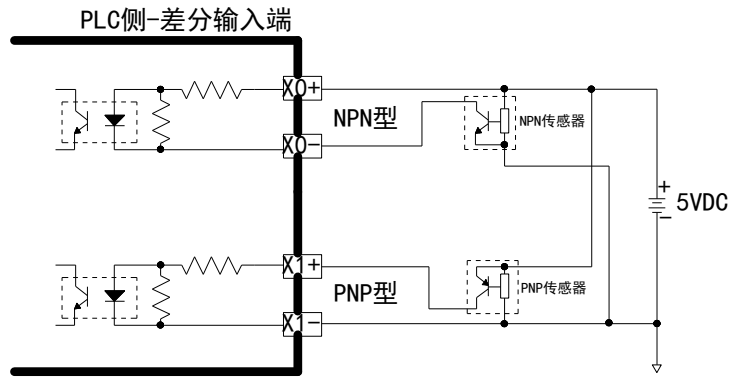 PLC侧-差分输入端
X0+
NPN型
NPN传感器
X0-
+
5VDC
-
X1+
PNP型
PNP传感器
X1-